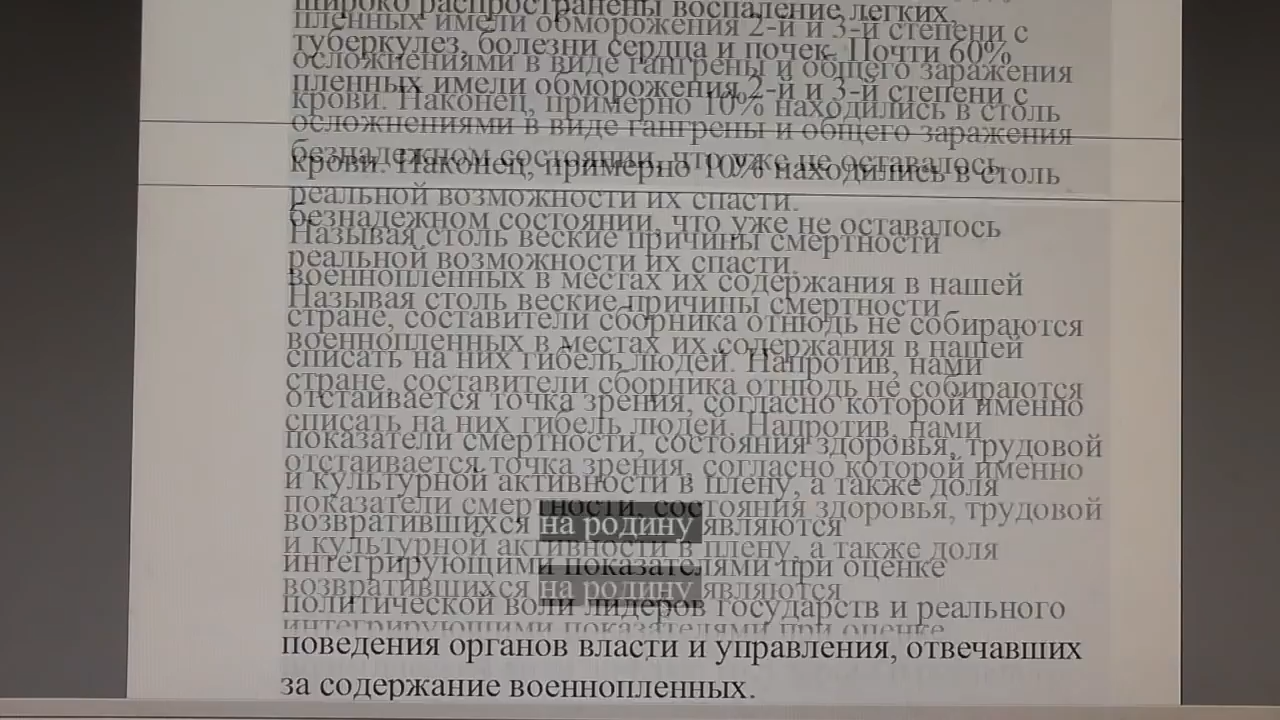 широко распространены воспаление легких,
туберкулез, болезни сердца и почек. Почти 60%
пленных имели обморожения 2-й и 3-й степени с
осложнениями в виде гангрены и общего заражения
крови. Наконец, примерно 10% находились в столь
безнадежном состоянии, что уже не оставалось
реальной возможности их спасти.
Называя столь веские причины смертности
военнопленных в местах их содержания в нашей
стране, составители сборника отнюдь не собираются
списать на них гибель людей. Напротив, нами
отстаивается точка зрения, согласно которой именно
показатели смертности, состояния здоровья, трудовой
и культурной активности в плену, а также доля
возвратившихся на родину являются
интегрирующими показателями при оценке
политической воли лидеров государств и реального
поведения органов власти и управления, отвечавших
за содержание военнопленных.